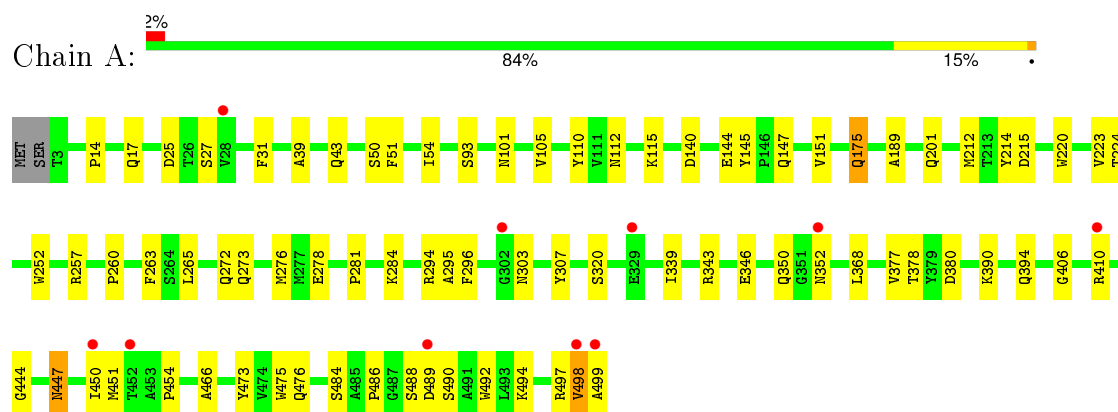 2%
Chain A:
84% 15% •
MET SER T3 P14 Q17 D25 T26 S27 V28 F31 A39 Q43 S50 F51 I54 S93 N101 V105 Y110 V111 N112 K115 D140 E144 Y145 P146 Q147 V151 Q175 A189 Q201 M212 T213 Y214 D215 W220 V223 T224
W252 R257 P260 F263 S264 L265 Q272 Q273 M276 M277 E278 P281 K284 R294 A295 F296 G302 N303 Y307 S320 E329 I339 R343 E346 Q350 G351 N352 L368 V377 T378 Y379 D380 K390 Q394 G406 R410
G444 N447 I450 M451 T452 A453 P454 A466 Y473 V474 W475 Q476 S484 A485 P486 G487 S488 D489 S490 A491 W492 L493 K494 R497 V498 A499